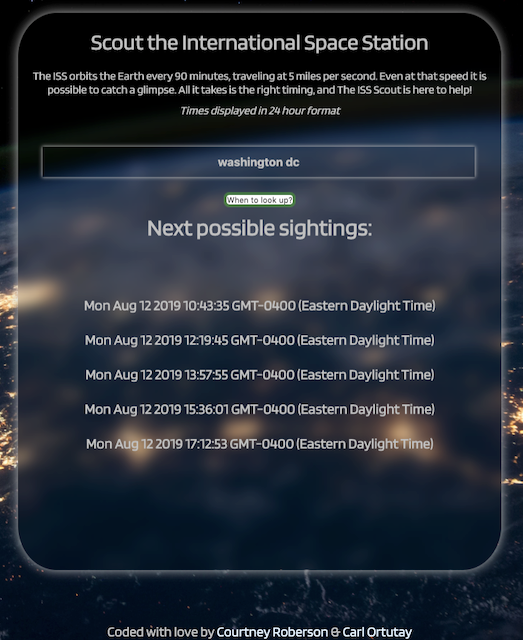 Scout the International Space Station
The ISS orbits the Earth every 90 minutes, traveling at 5 miles per second. Even at that speed it is
possible to catch a glimpse. All it takes is the right timing, and The ISS Scout is here to help!
Times displayed in 24 hour format
washington dc
When to look up?
Next possible sightings:
Mon Aug 12 2019 10:43:35 GMT-0400 (Eastern Daylight Time)
Mon Aug 12 2019 12:19:45 GMT-0400 (Eastern Daylight Time)
Mon Aug 12 2019 13:57:55 GMT-0400 (Eastern Daylight Time)
Mon Aug 12 2019 15:36:01 GMT-0400 (Eastern Daylight Time)
Mon Aug 12 2019 17:12:53 GMT-0400 (Eastern Daylight Time)
Coded with love by Courtney Roberson & Carl Ortutay